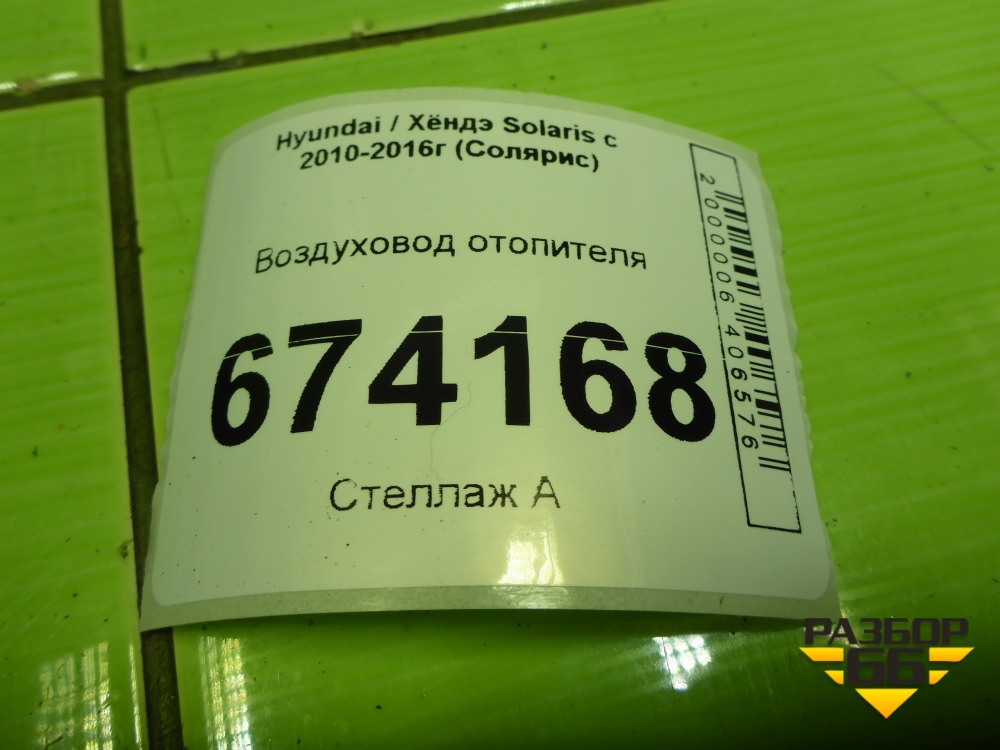 Hyundai / Хёндэ Solaris с
2010-2016г (Солярис)
Воздуховод отопителя
674168
Стеллаж А
2000006406576
РАЗБОР
66